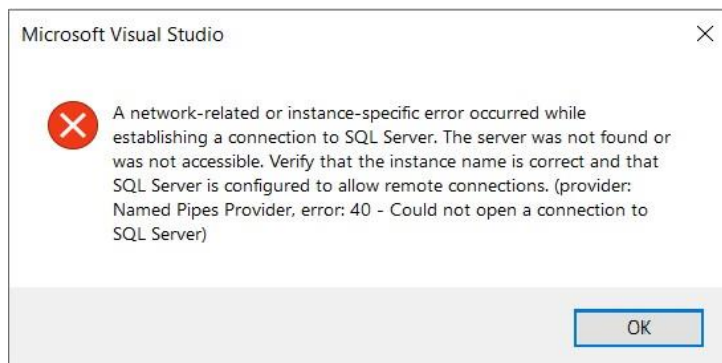 Microsoft Visual Studio
A network-related or instance-specific error occurred while
establishing a connection to SQL Server. The server was not found or
was not accessible. Verify that the instance name is correct and that
SQL Server is configured to allow remote connections. (provider:
Named Pipes Provider, error: 40 - Could not open a connection to
SQL Server)
OK